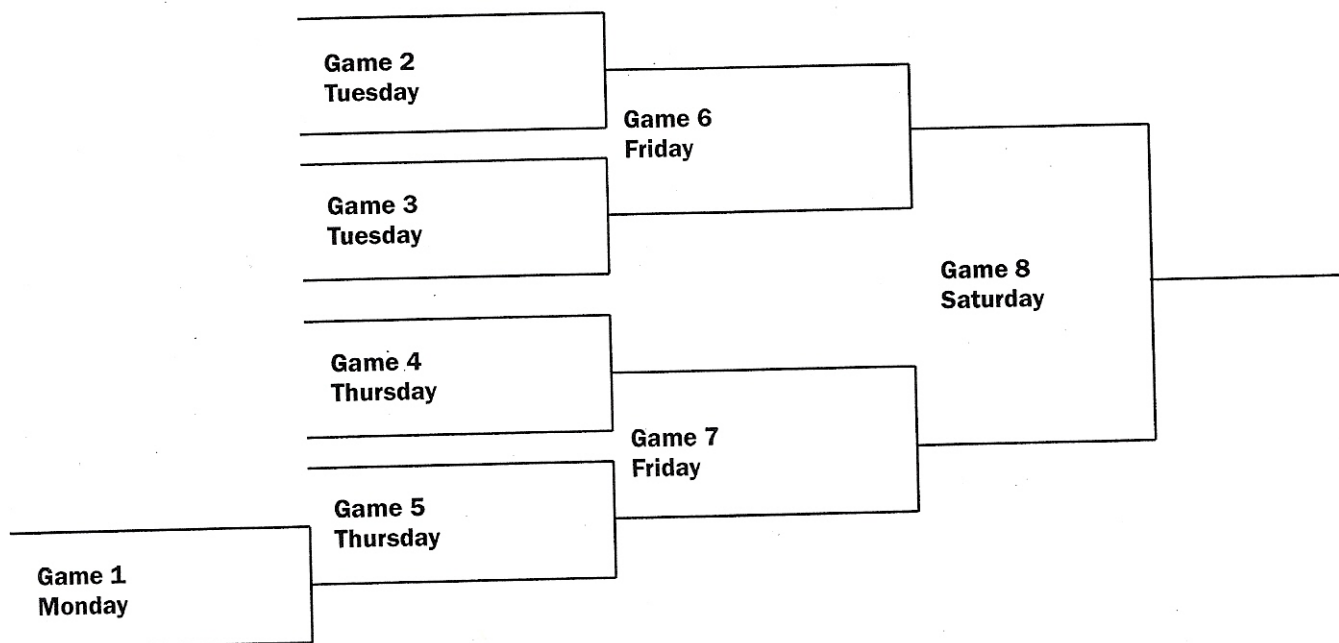 Game 2
Tuesday
Game 6
Friday
Game 3
Tuesday
Game 8
Saturday
Game 4
Thursday
Game 7
Friday
Game 5
Thursday
Game 1
Monday